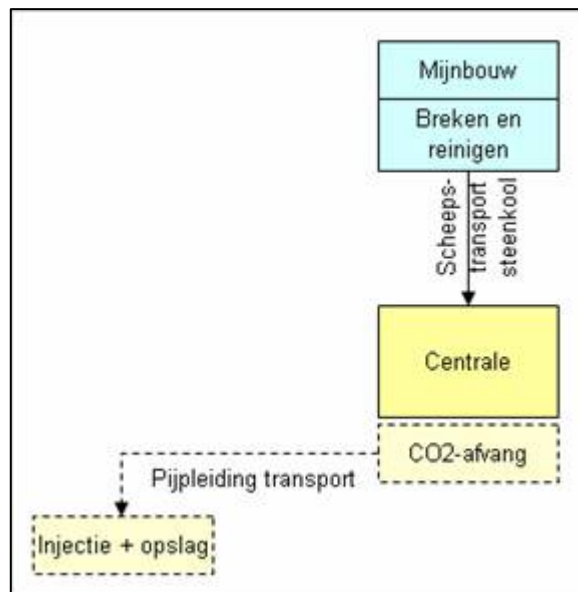 Mijnbouw
Breken en
reinigen
Scheeps-
transport
steenkool
Centrale
CO2-afvang
Pijpleiding transport
Injectie + opslag